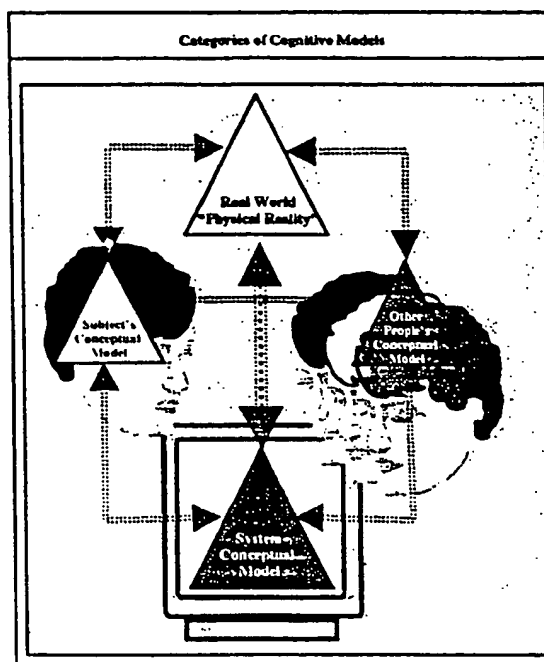 Categories of Cognitive Models
Real World
"Physical Reality"
Subject's
Conceptual
Model
Other
People's
Conceptual
Model
System
Conceptual
Model